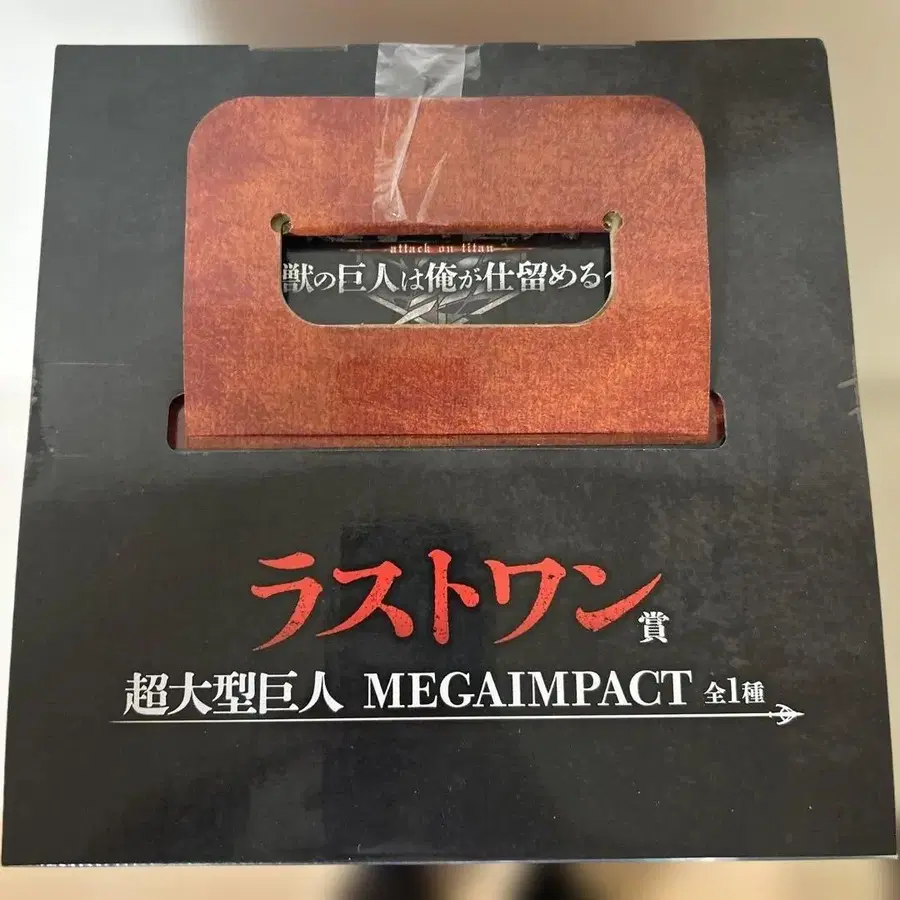 attack on titan
獣の巨人は俺が仕留める〜
ラストワン賞
超大型巨人 MEGAIMPACT 全1種